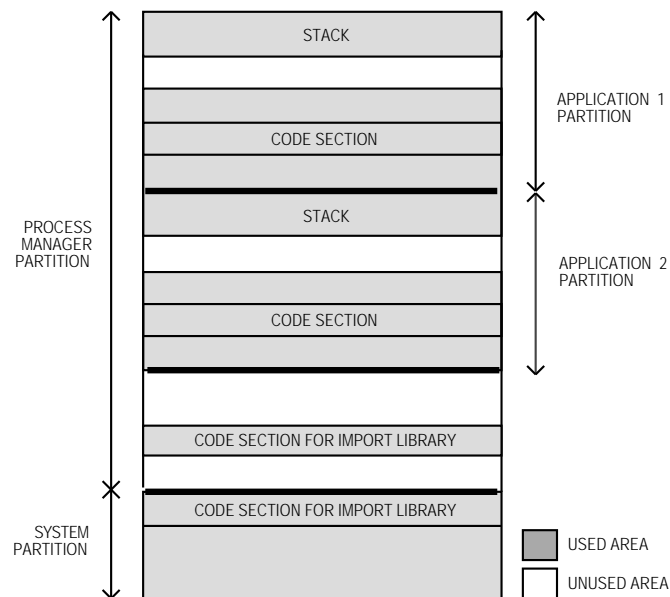 STACK
CODE SECTION
APPLICATION 1
PARTITION
STACK
PROCESS
MANAGER
PARTITION
CODE SECTION
APPLICATION 2
PARTITION
CODE SECTION FOR IMPORT LIBRARY
CODE SECTION FOR IMPORT LIBRARY
SYSTEM
PARTITION
USED AREA
UNUSED AREA